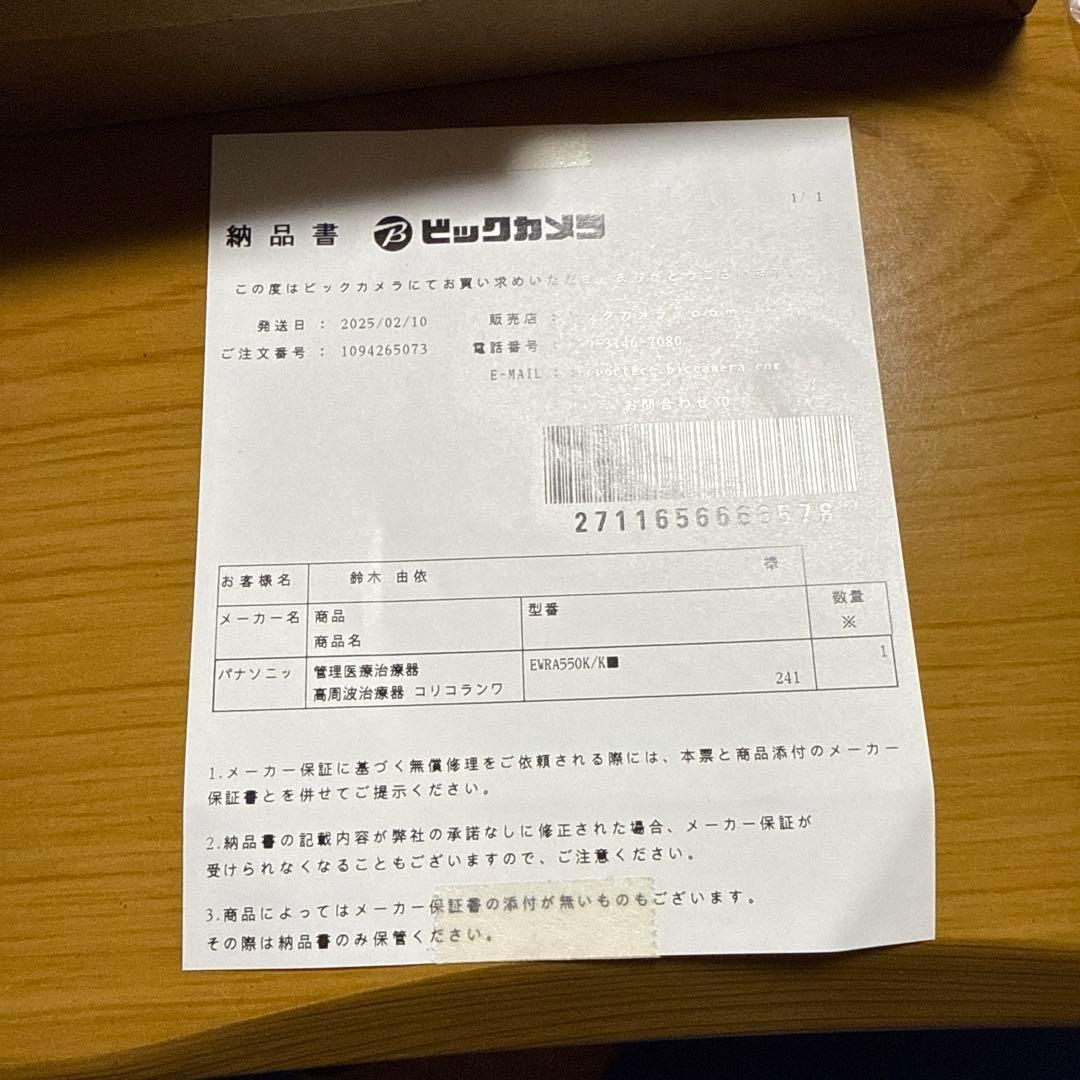 1/ 1
納品書 B ビックカメラ
この度はビックカメラにてお買い求めいただき
発送日 : 2025/02/10 販売店 : ックカメラ
ご注文番号 : 1094265073 電話番号 : -7080
E-MAIL :
お問合わせNO
お客様名 鈴木 由依 様
メーカー名 商品 型番 数量
商品名 ※
パナソニッ 管理医療治療器 EWRA550K/K■ 1
高周波治療器 コリコランワ 241
1.メーカー保証に基づく無償修理をご依頼される際には、本票と商品添付のメーカー
保証書とを併せてご提示ください。
2.納品書の記載内容が弊社の承諾なしに修正された場合、メーカー保証が
受けられなくなることもございますので、ご注意ください。
3.商品によってはメーカー保証書の添付が無いものもございます。
その際は納品書のみ保管ください。